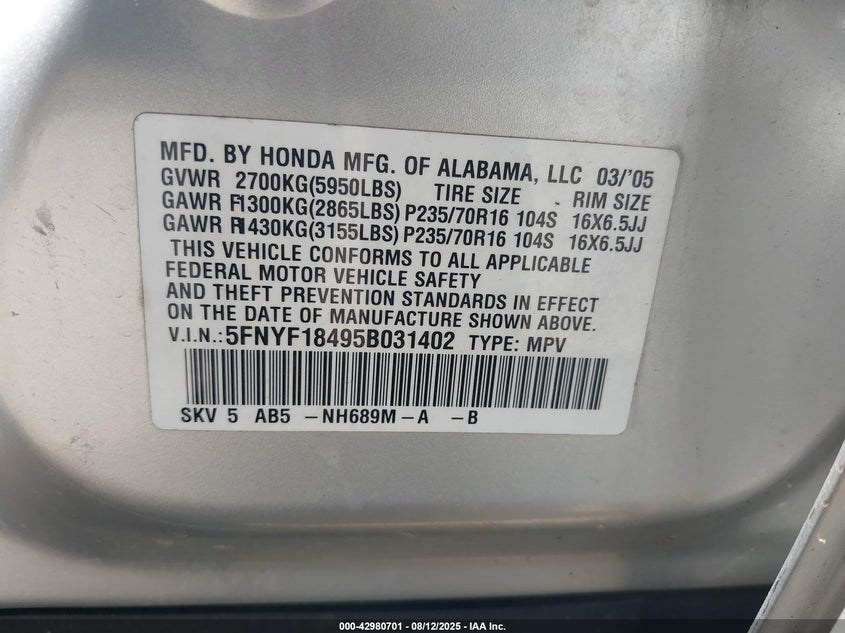 MFD. BY HONDA MFG. OF ALABAMA, LLC 03/'05
GVWR 2700KG(5950LBS) TIRE SIZE - RIM SIZE
GAWR F1300KG(2865LBS) P235/70R16 104S 16X6.5JJ
GAWR R1430KG(3155LBS) P235/70R16 104S 16X6.5JJ
THIS VEHICLE CONFORMS TO ALL APPLICABLE
FEDERAL MOTOR VEHICLE SAFETY
AND THEFT PREVENTION STANDARDS IN EFFECT
ON THE DATE OF MANUFACTURE SHOWN ABOVE.
V.I.N.: 5FNYF18495B031402 TYPE: MPV
SKV 5 AB5 -NH689M-A -B
000-42980701 - 08/12/2025 - IAA Inc.